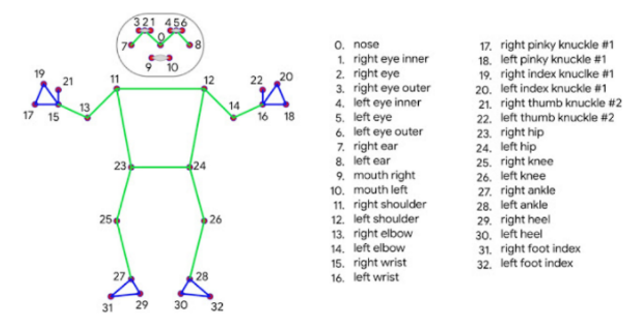 321 456
0
7 8
9 10
19 21 11 12 22 20
17 15 13 14 16 18
23 24
25 26
27 28
31 29 30 32
0. nose
1. right eye inner
2. right eye
3. right eye outer
4. left eye inner
5. left eye
6. left eye outer
7. right ear
8. left ear
9. mouth right
10. mouth left
11. right shoulder
12. left shoulder
13. right elbow
14. left elbow
15. right wrist
16. left wrist
17. right pinky knuckle #1
18. left pinky knuckle #1
19. right index knuclke #1
20. left index knuckle #1
21. right thumb knuckle #2
22. left thumb knuckle #2
23. right hip
24. left hip
25. right knee
26. left knee
27. right ankle
28. left ankle
29. right heel
30. left heel
31. right foot index
32. left foot index